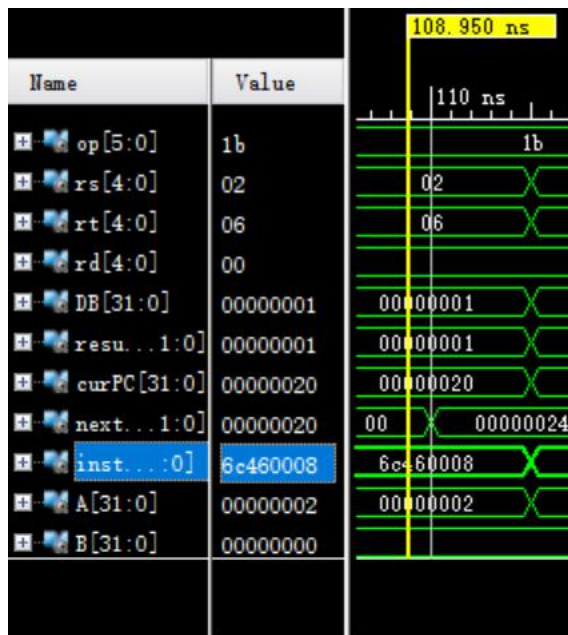 108.950 ns
Name Value
110 ns
op[5:0] 1b 1b
rs[4:0] 02 02
rt[4:0] 06 06
rd[4:0] 00
DB[31:0] 00000001 00000001
resu...1:0] 00000001 00000001
curPC[31:0] 00000020 00000020
next...1:0] 00000020 00 00000024
inst...:0] 6c460008 6c460008
A[31:0] 00000002 00000002
B[31:0] 00000000